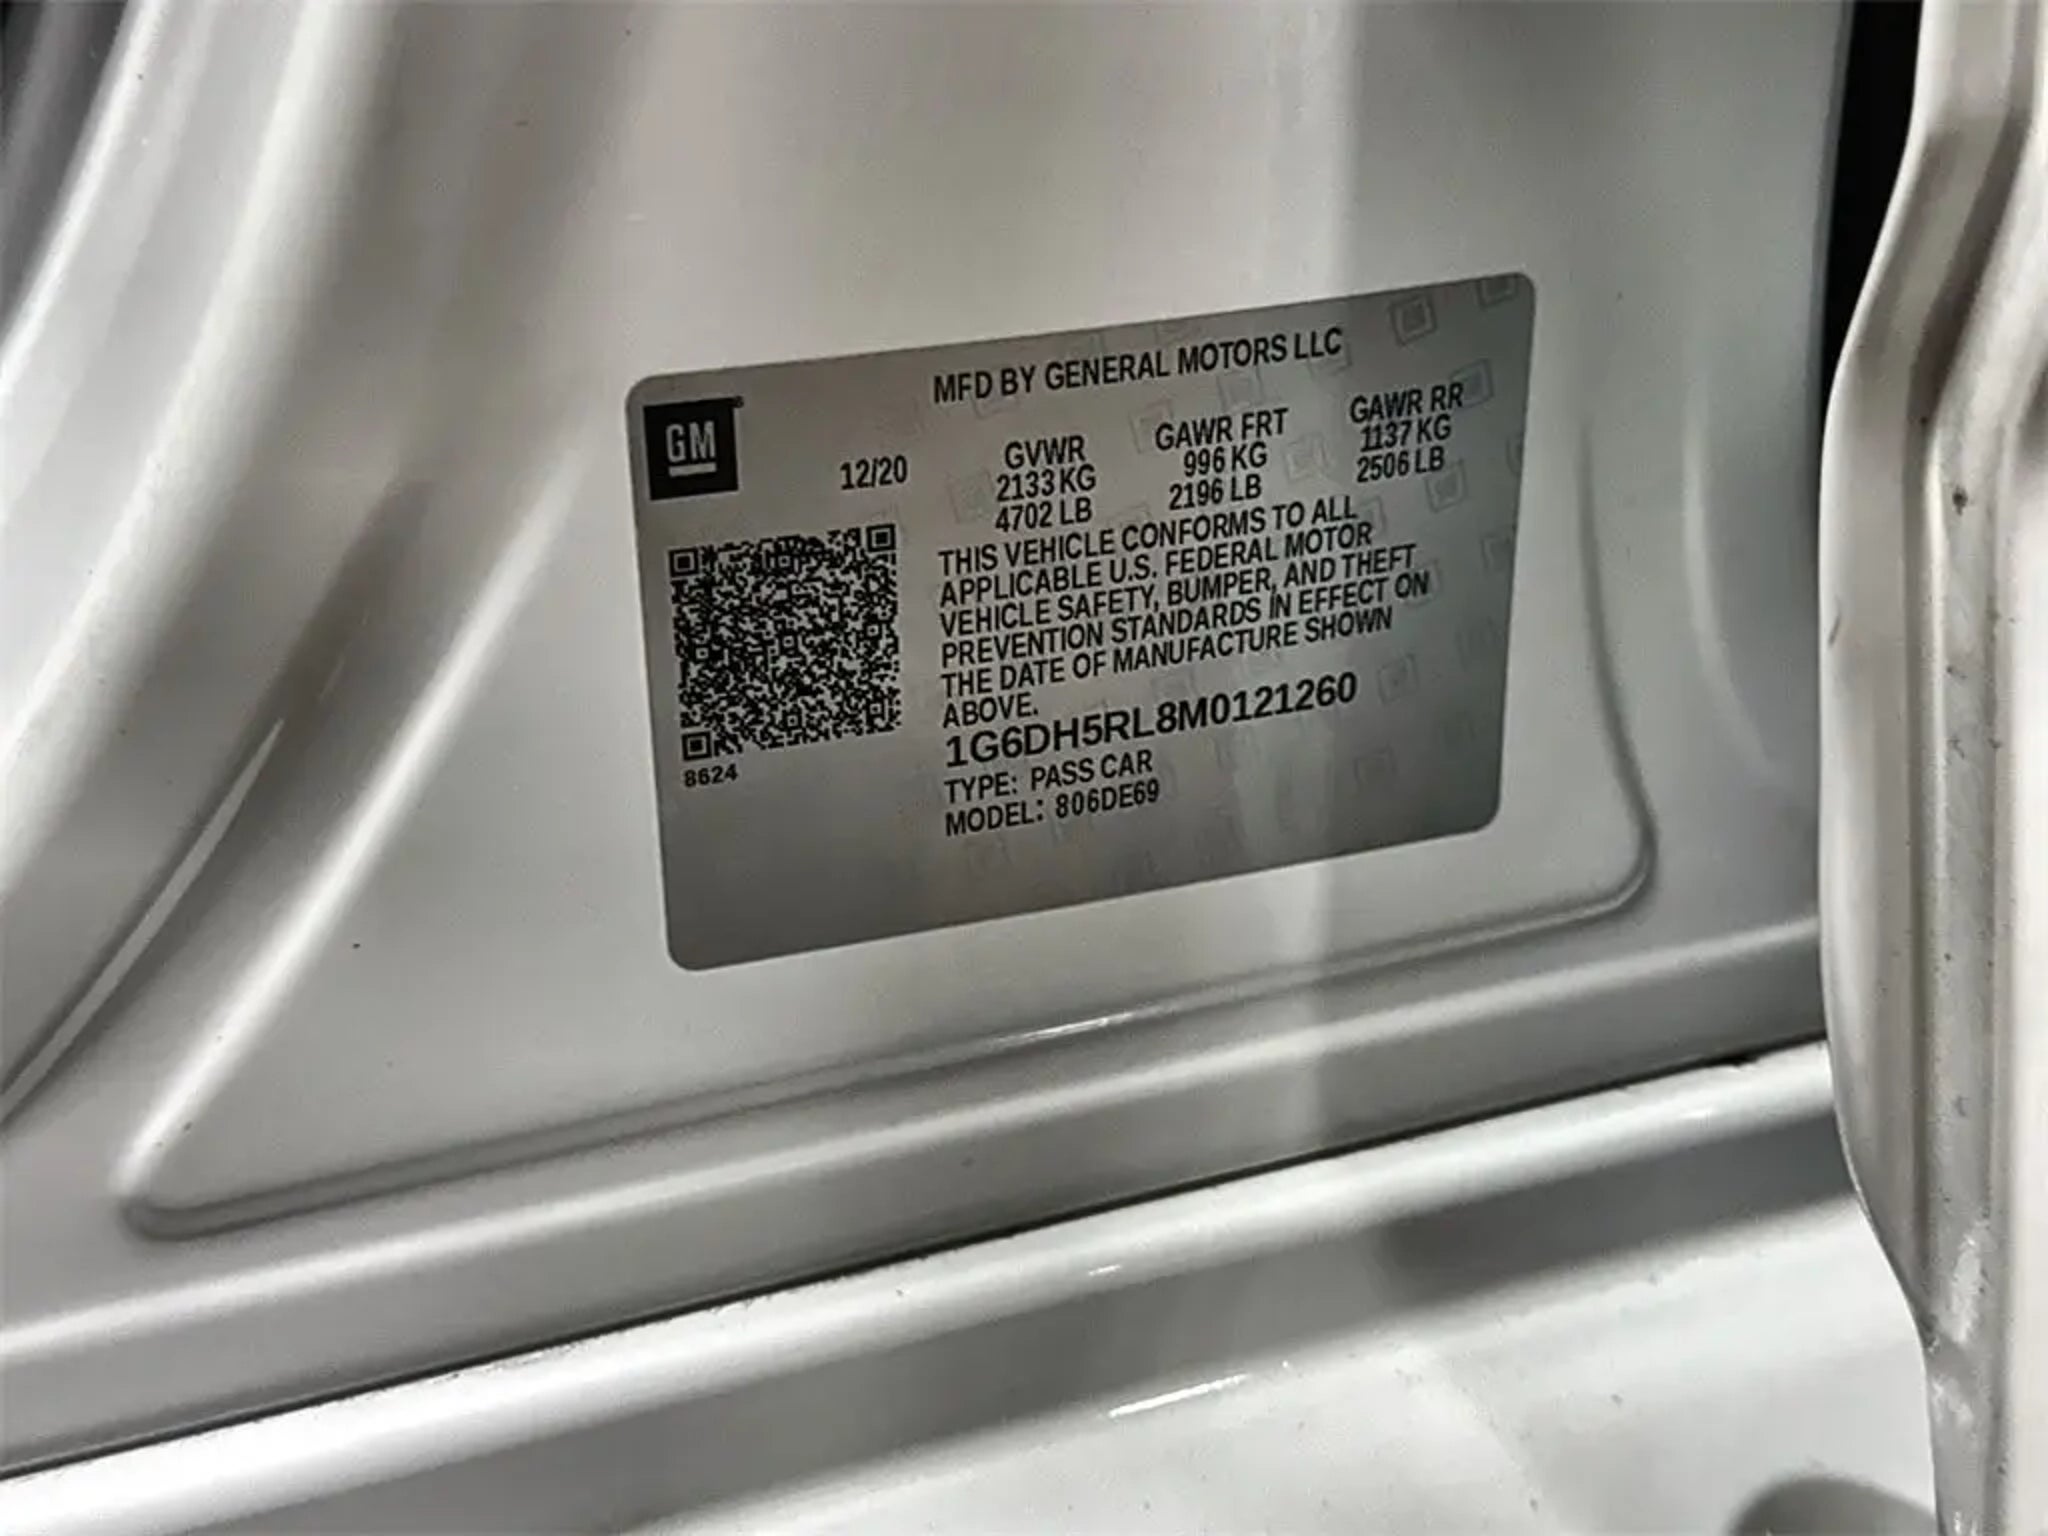 MFD BY GENERAL MOTORS LLC
GM®
12/20
GVWR
2133 KG
4702 LB
GAWR FRT
996 KG
2196 LB
GAWR RR
1137 KG
2506 LB
THIS VEHICLE CONFORMS TO ALL
APPLICABLE U.S. FEDERAL MOTOR
VEHICLE SAFETY, BUMPER, AND THEFT
PREVENTION STANDARDS IN EFFECT ON
THE DATE OF MANUFACTURE SHOWN
ABOVE.
1G6DH5RL8M0121260
TYPE: PASS CAR
MODEL: 806DE69
8624